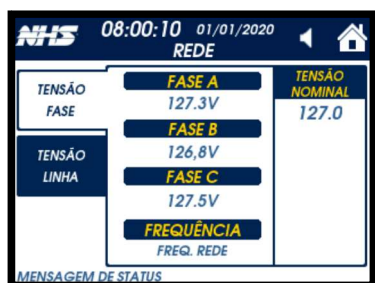 NHS 08:00:10 01/01/2020
REDE
TENSÃO
FASE
TENSÃO
LINHA
FASE A
127.3V
FASE B
126,8V
FASE C
127.5V
FREQUÊNCIA
FREQ. REDE
TENSÃO
NOMINAL
127.0
MENSAGEM DE STATUS